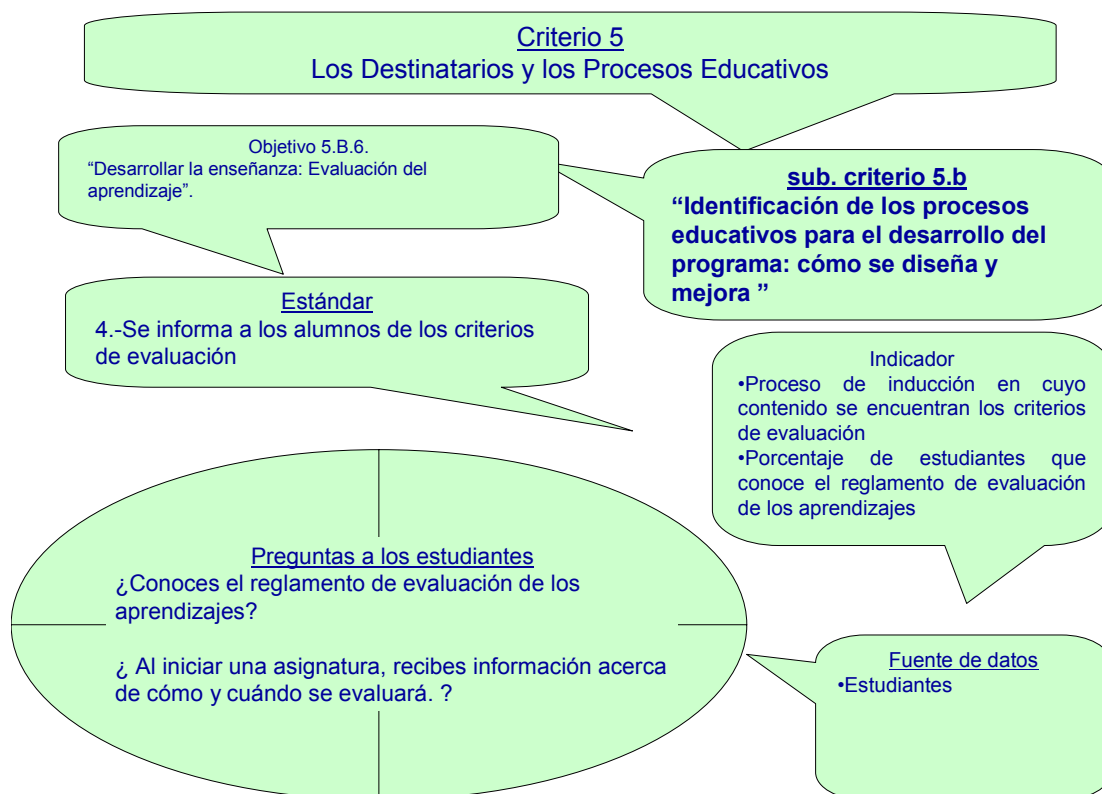 Criterio 5
Los Destinatarios y los Procesos Educativos
Objetivo 5.B.6.
“Desarrollar la enseñanza: Evaluación del
aprendizaje”.
sub. criterio 5.b
“Identificación de los procesos
educativos para el desarrollo del
programa: cómo se diseña y
mejora ”
Estándar
4.-Se informa a los alumnos de los criterios
de evaluación
Indicador
•Proceso de inducción en cuyo
contenido se encuentran los criterios
de evaluación
•Porcentaje de estudiantes que
conoce el reglamento de evaluación
de los aprendizajes
Preguntas a los estudiantes
¿Conoces el reglamento de evaluación de los
aprendizajes?
¿ Al iniciar una asignatura, recibes información acerca
de cómo y cuándo se evaluará. ?
Fuente de datos
•Estudiantes